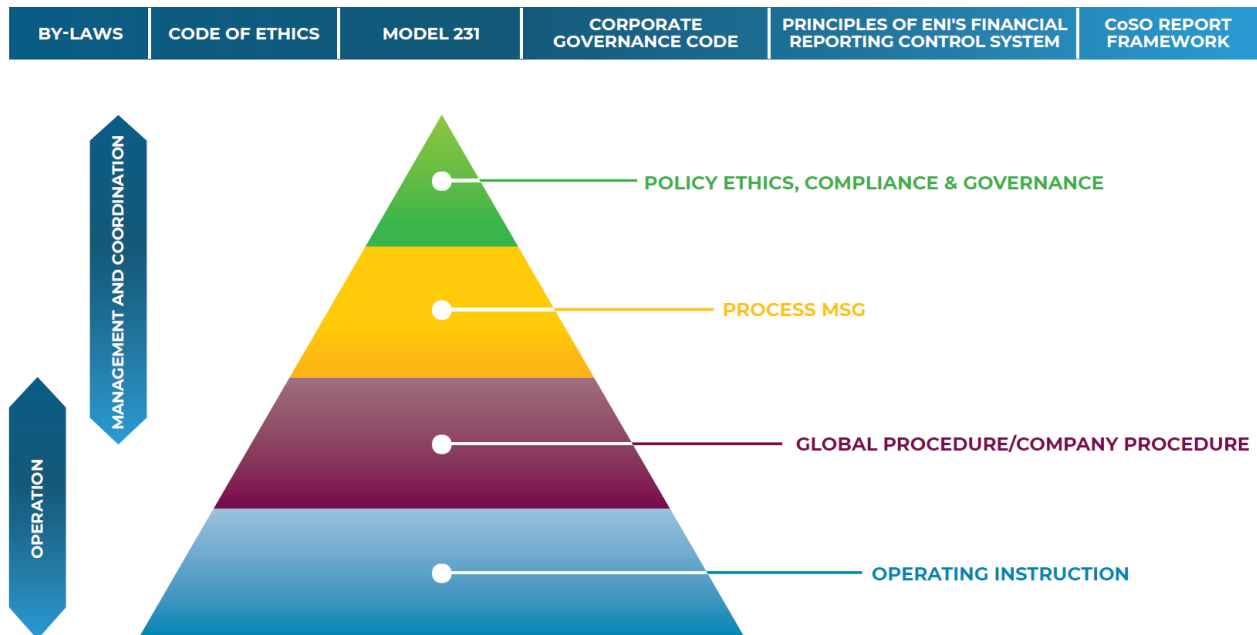 BY-LAWS
CODE OF ETHICS
MODEL 231
CORPORATE
GOVERNANCE CODE
PRINCIPLES OF ENI'S FINANCIAL
REPORTING CONTROL SYSTEM
CoSO REPORT
FRAMEWORK
MANAGEMENT AND COORDINATION
OPERATION
POLICY ETHICS, COMPLIANCE & GOVERNANCE
PROCESS MSG
GLOBAL PROCEDURE/COMPANY PROCEDURE
OPERATING INSTRUCTION